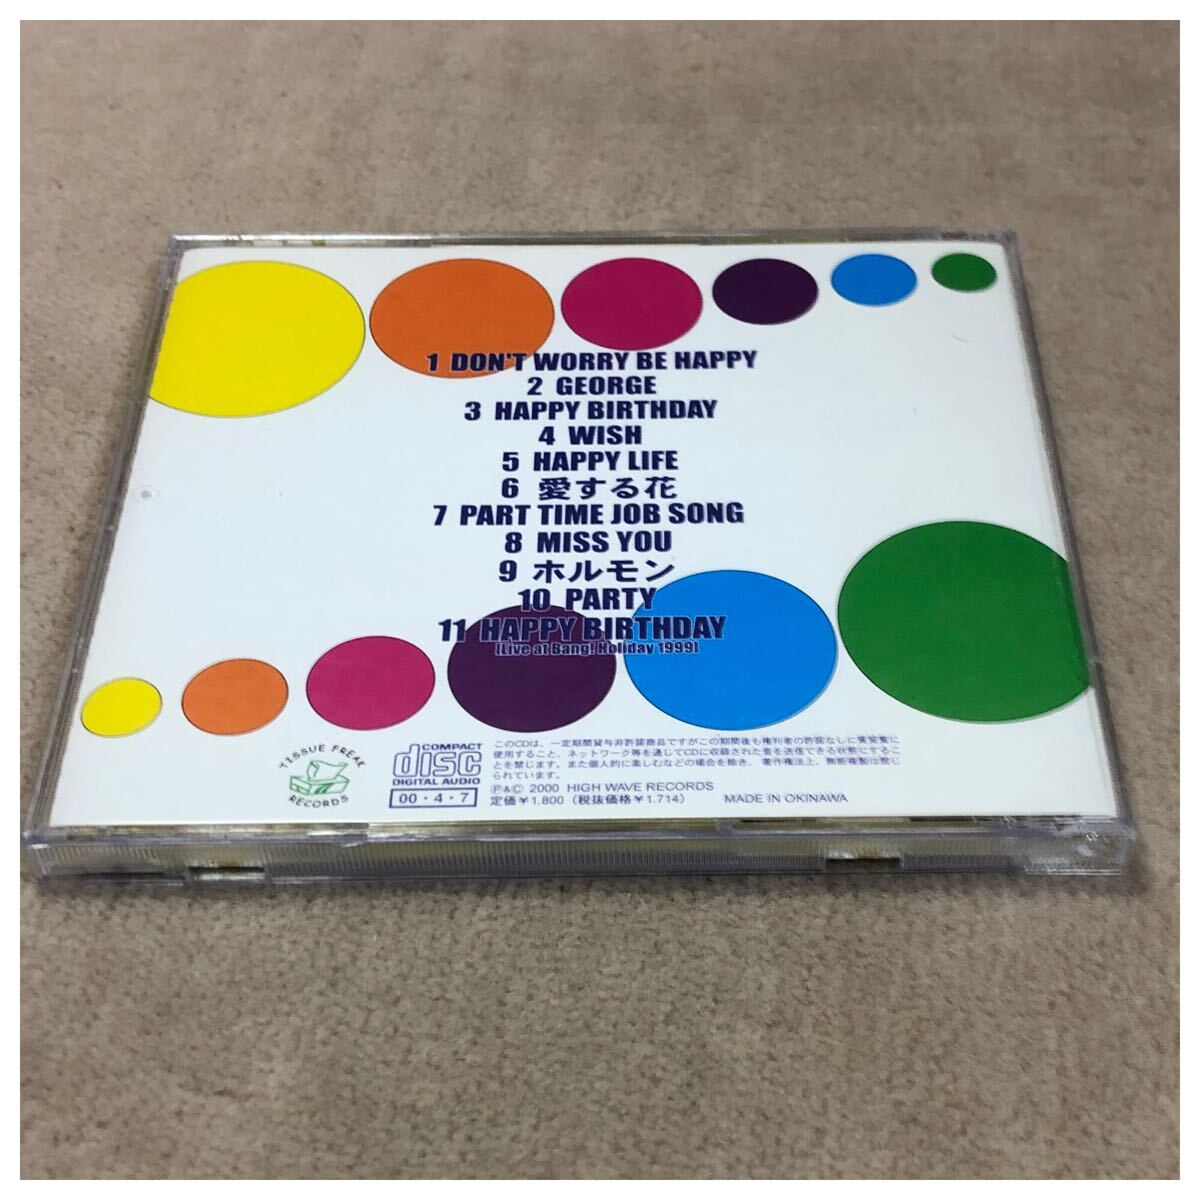 1 DON'T WORRY BE HAPPY
2 GEORGE
3 HAPPY BIRTHDAY
4 WISH
5 HAPPY LIFE
6 愛する花
7 PART TIME JOB SONG
8 MISS YOU
9 ホルモン
10 PARTY
11 HAPPY BIRTHDAY
[Live at Bang! Holiday 1999]
TISSUE FREAK
RECORDS
COMPACT
disc
DIGITAL AUDIO
00・4・7
このCDは、一定期間貸与非許諾商品ですがこの期間後も権利者の許諾なしに賃貸業に
使用すること、ネットワーク等を通じてCDに収録された音を送信できる状態にするこ
とを禁じます。また個人的に楽しむなどの場合を除き、著作権法上、無断複製は禁じ
られています。
℗&© 2000 HIGH WAVE RECORDS
定価¥1.800（税抜価格¥1.714） MADE IN OKINAWA